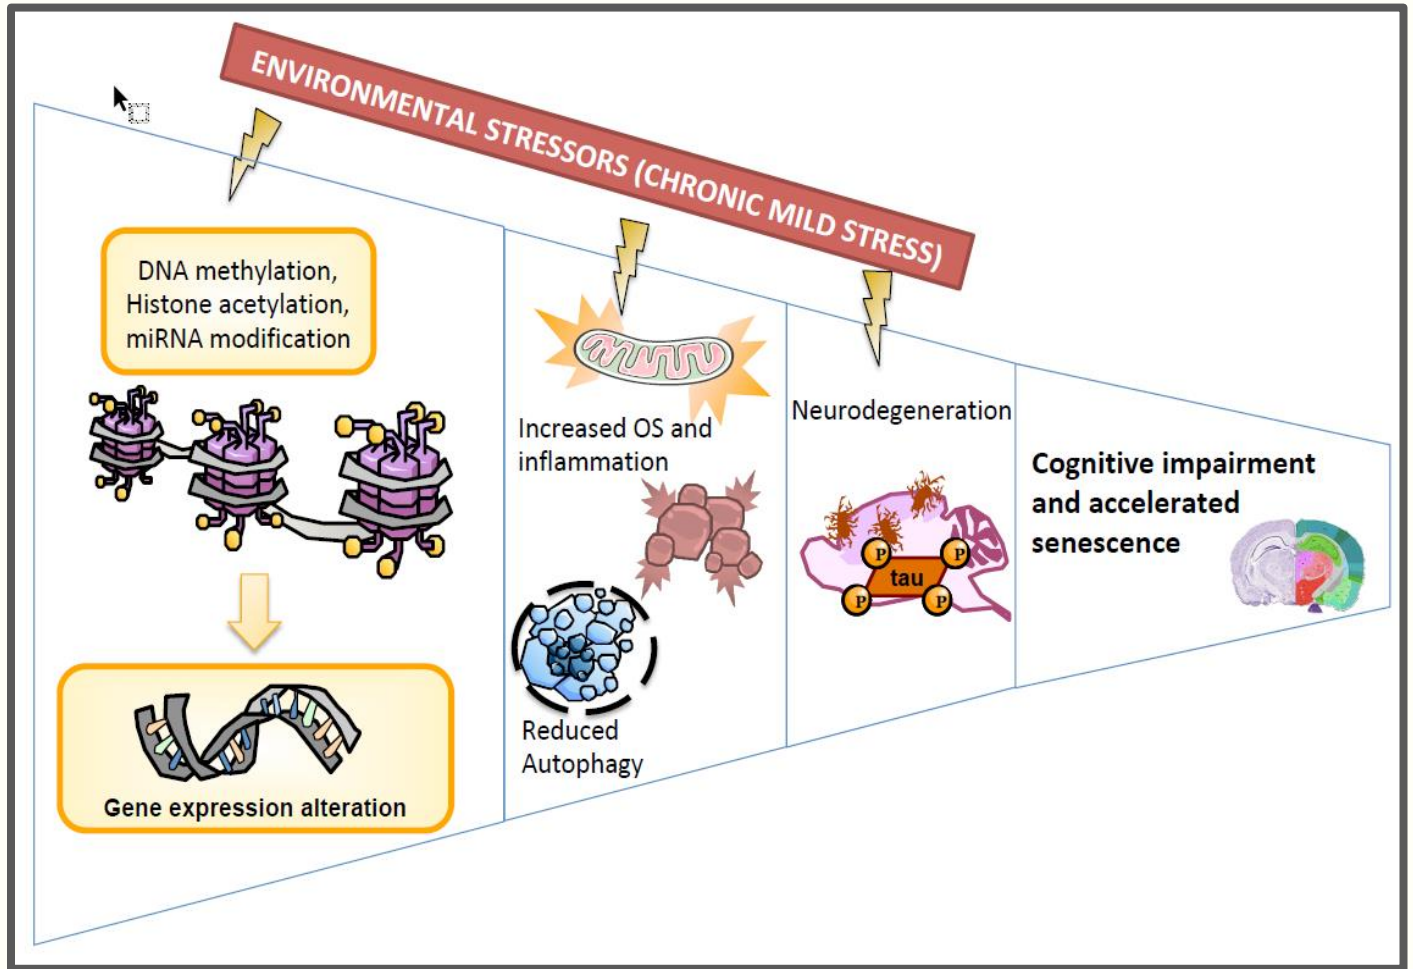 ENVIRONMENTAL STRESSORS (CHRONIC MILD STRESS)
DNA methylation,
Histone acetylation,
miRNA modification
Gene expression alteration
Increased OS and
inflammation
Reduced
Autophagy
Neurodegeneration
P
P
tau
P
P
Cognitive impairment
and accelerated
senescence